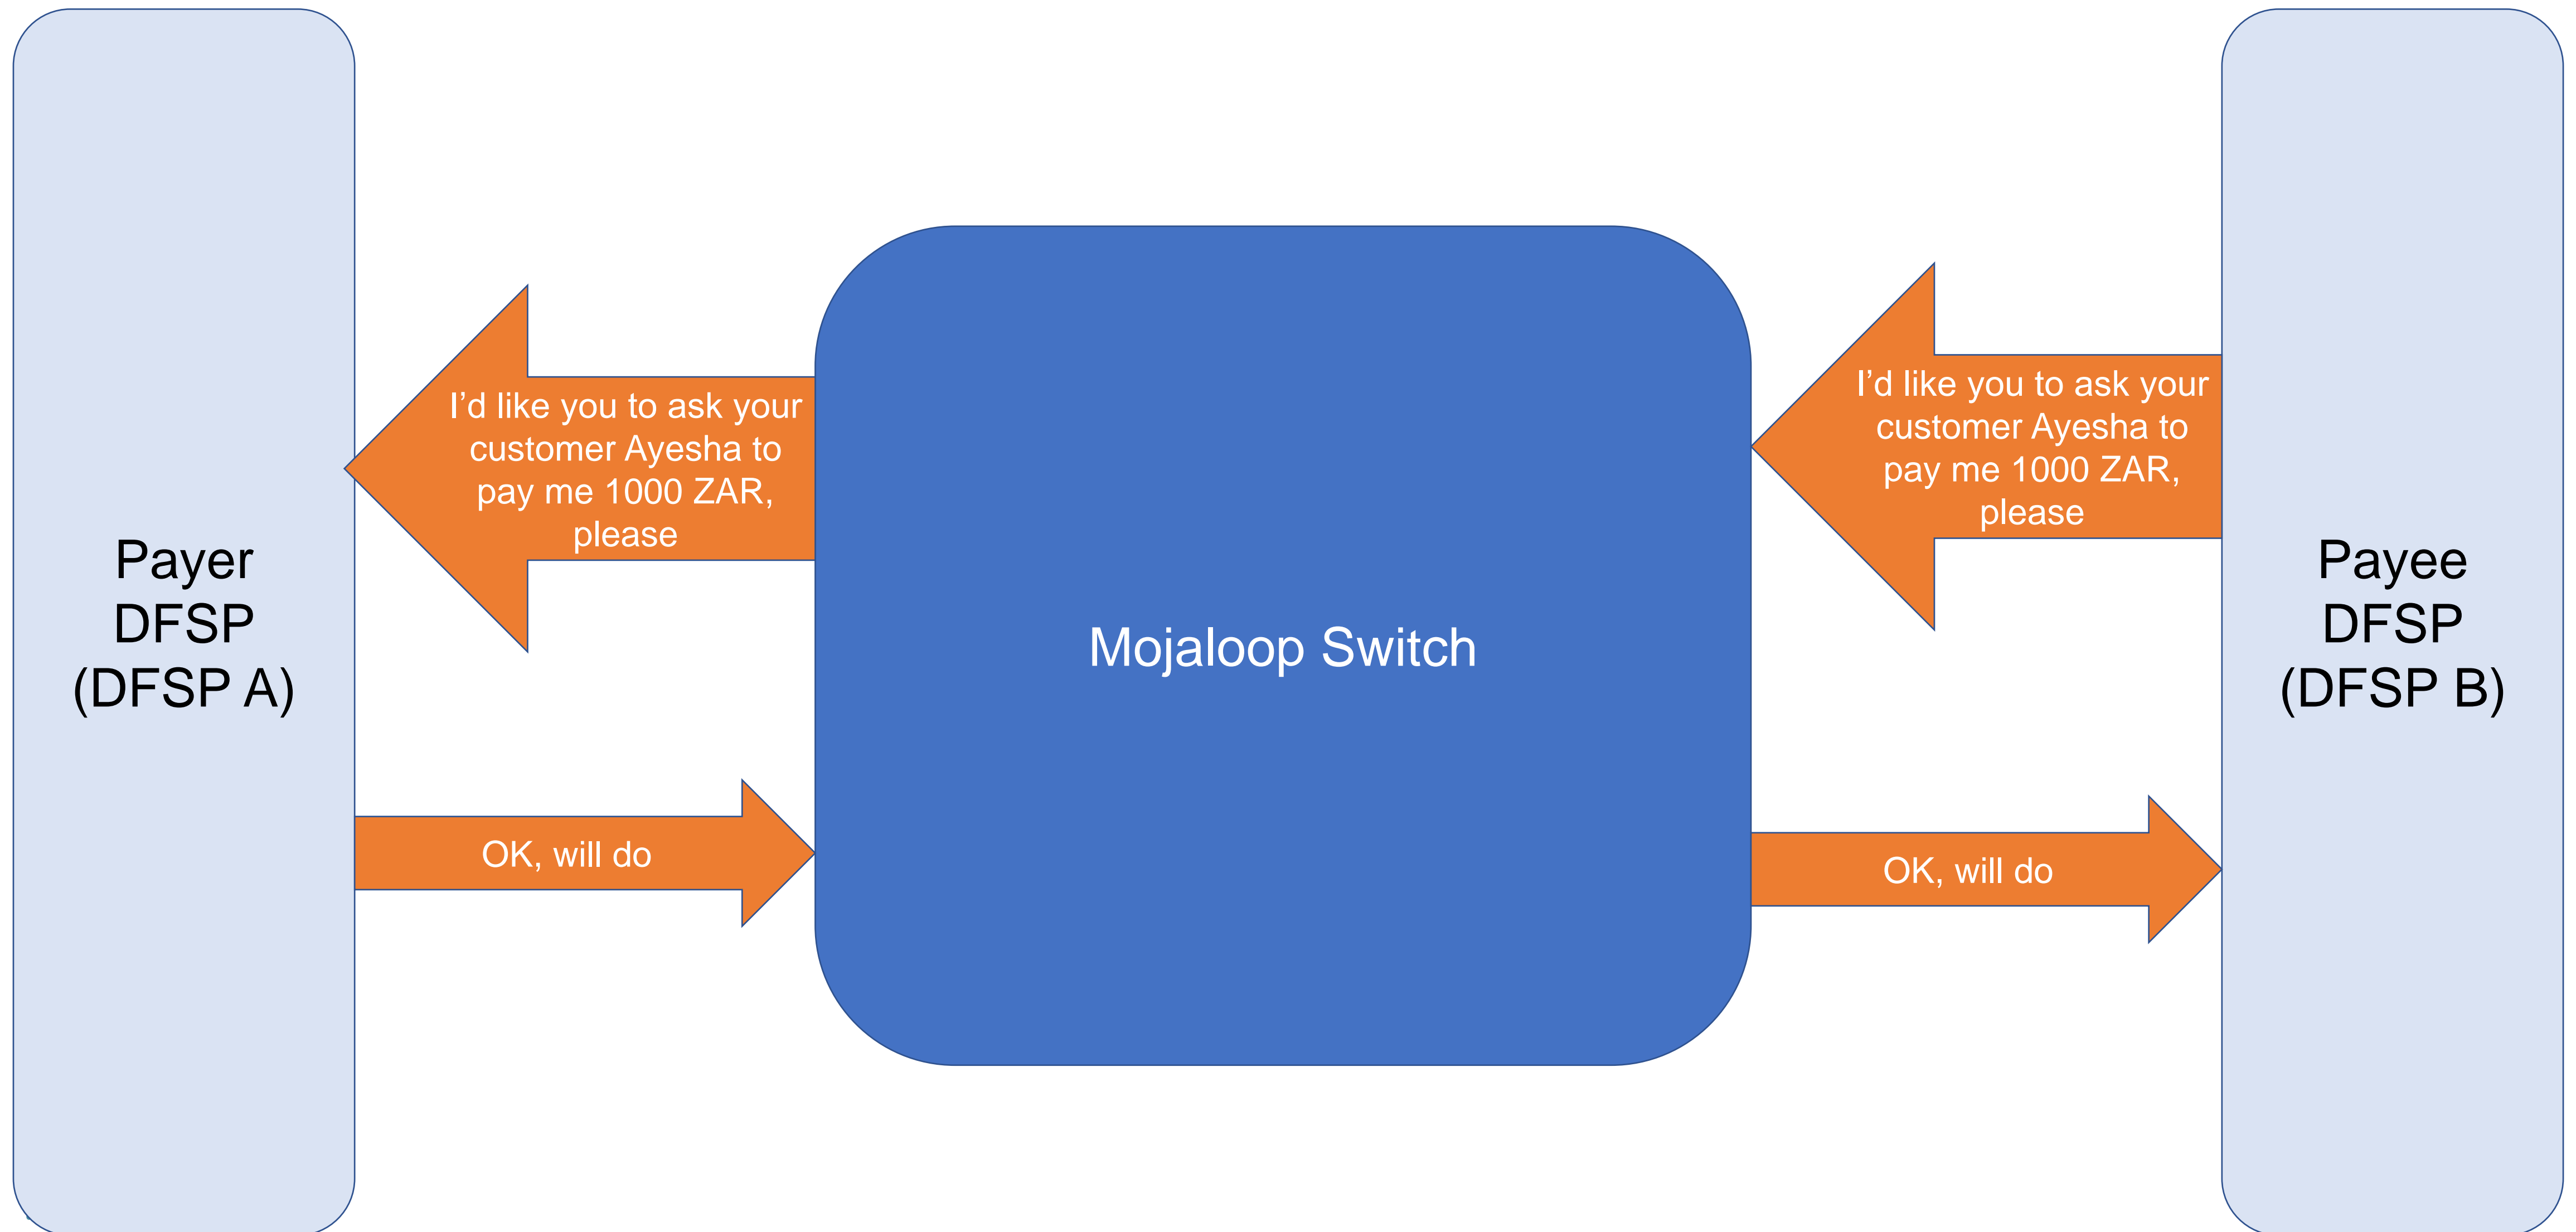 Payer
DFSP
(DFSP A)
I’d like you to ask your
customer Ayesha to
pay me 1000 ZAR,
please
OK, will do
Mojaloop Switch
I’d like you to ask your
customer Ayesha to
pay me 1000 ZAR,
please
OK, will do
Payee
DFSP
(DFSP B)